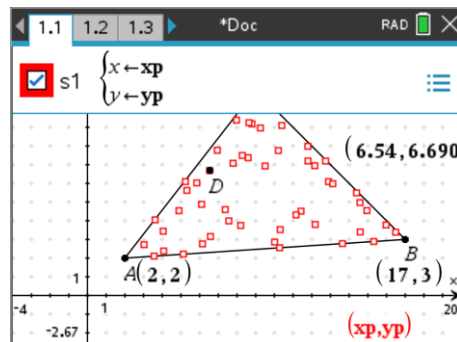 1.1 1.2 1.3 *Doc RAD
s1 x←xp
y←yp
(6.54,6.690
D
B
A(2,2) (17,3)
1
x
-4 1 20
-2.67 (xp,yp)